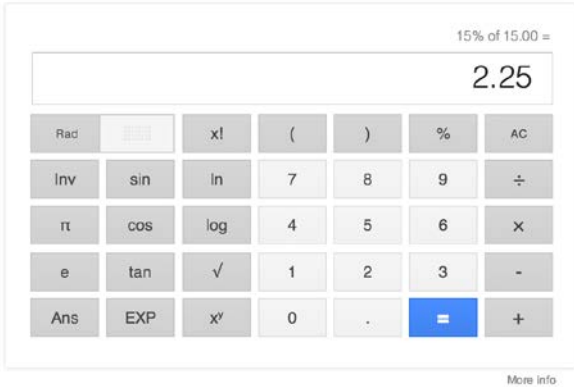 15% of 15.00 =
2.25
Rad x! ( ) % AC
Inv sin ln 7 8 9 ÷
π cos log 4 5 6 ×
e tan √ 1 2 3 -
Ans EXP xʸ 0 . = +
More info